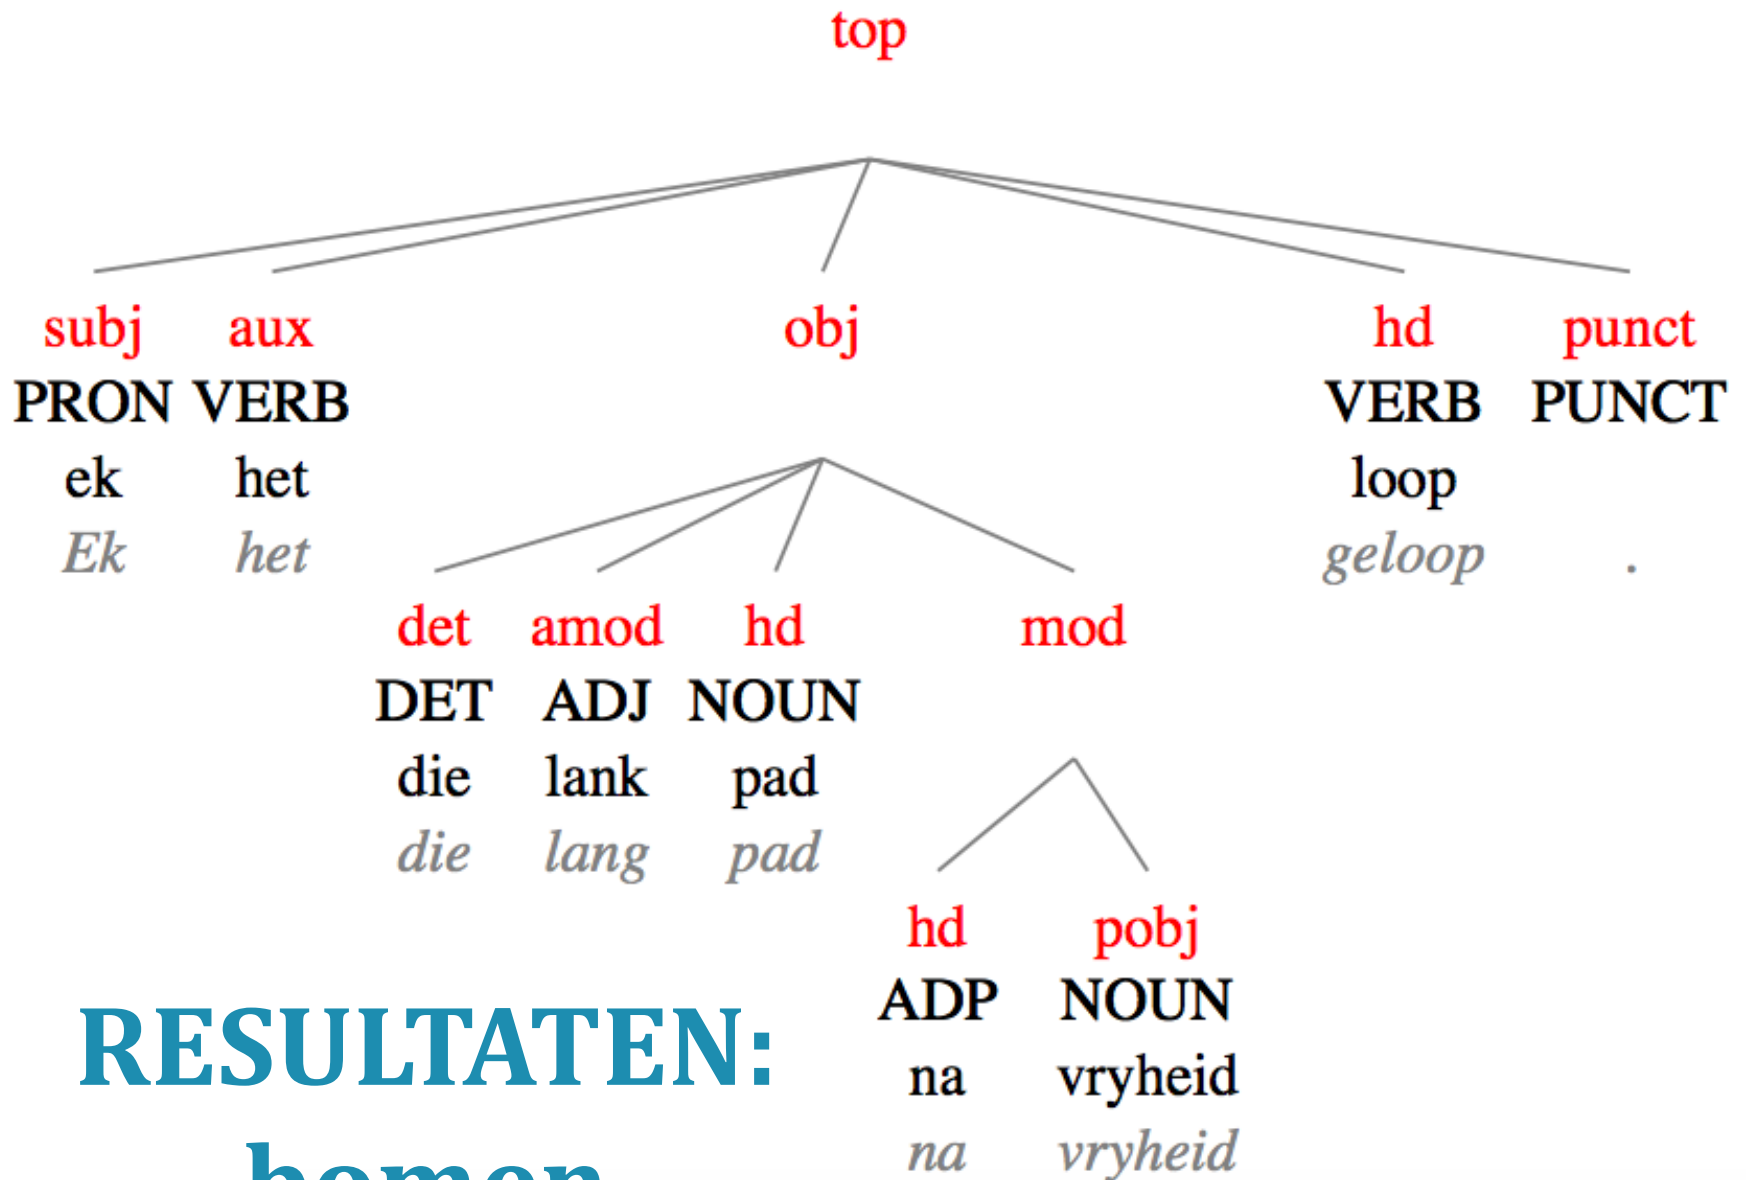 top
subj aux obj hd punct
PRON VERB VERB PUNCT
ek het loop
Ek het geloop .
det amod hd mod
DET ADJ NOUN
die lank pad
die lang pad
hd pobj
ADP NOUN
na vryheid
na vryheid
RESULTATEN:
bomen